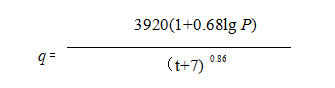 3920(1+0.68lg P)
q =
（t+7) 0.86